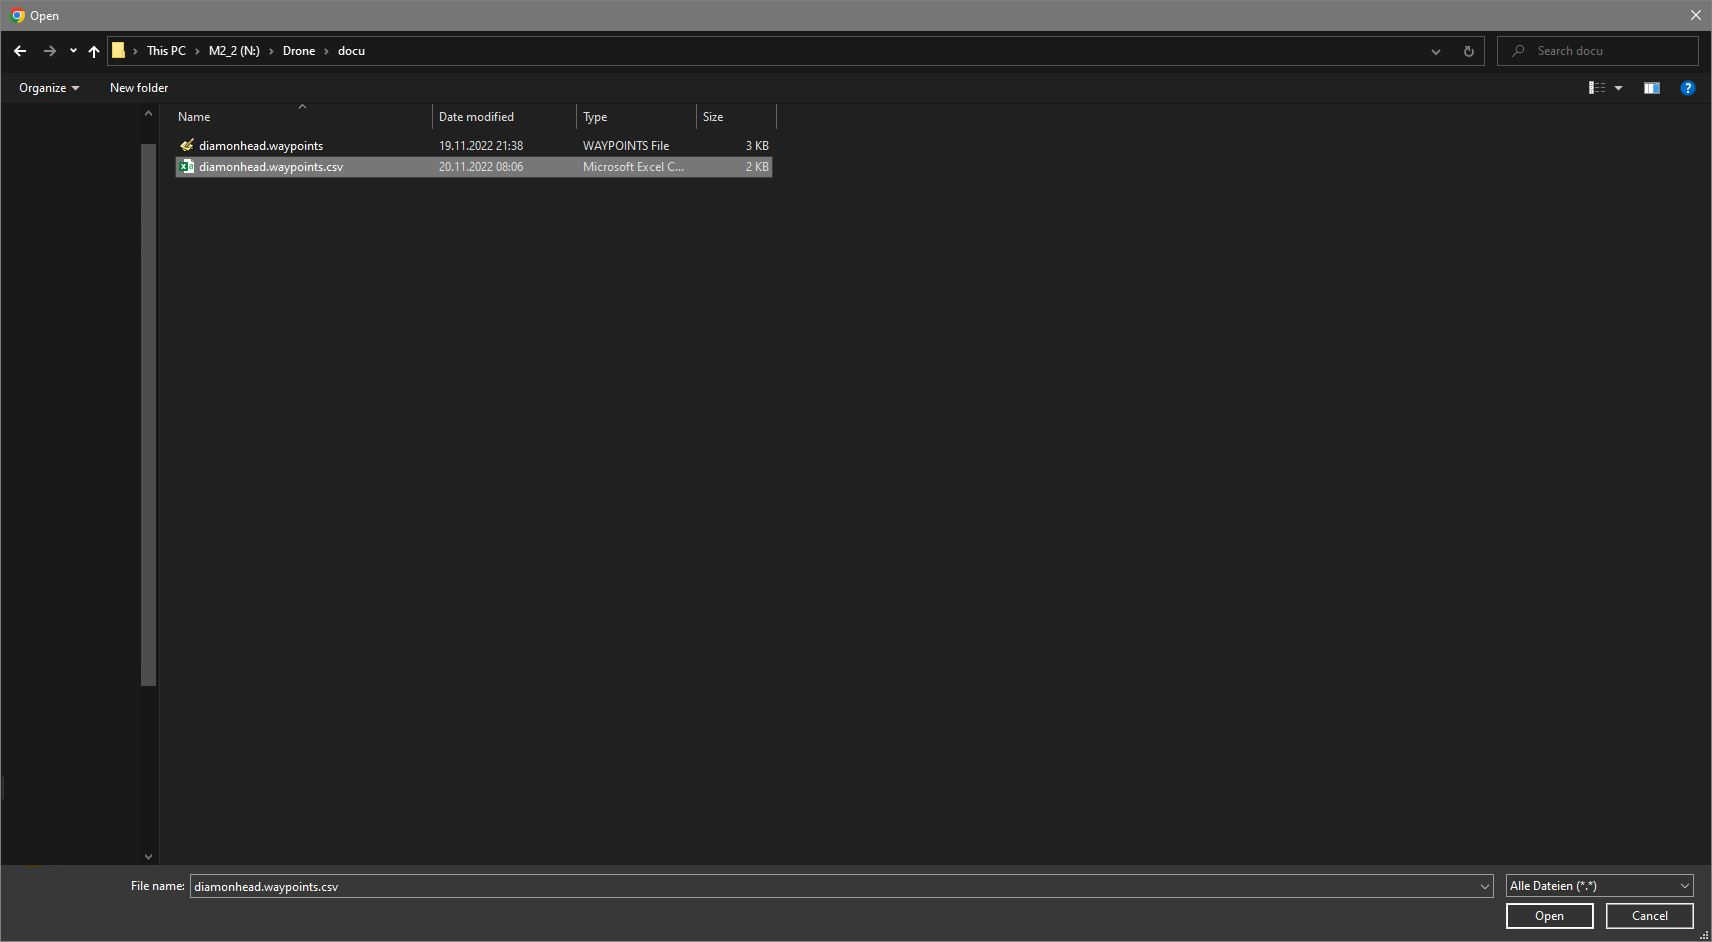 Open
This PC > M2_2 (N:) > Drone > docu
Search docu
Organize
New folder
?
Name Date modified Type Size
diamonhead.waypoints 19.11.2022 21:38 WAYPOINTS File 3 KB
diamonhead.waypoints.csv 20.11.2022 08:06 Microsoft Excel C... 2 KB
File name: diamonhead.waypoints.csv
Alle Dateien (*.*)
Open
Cancel